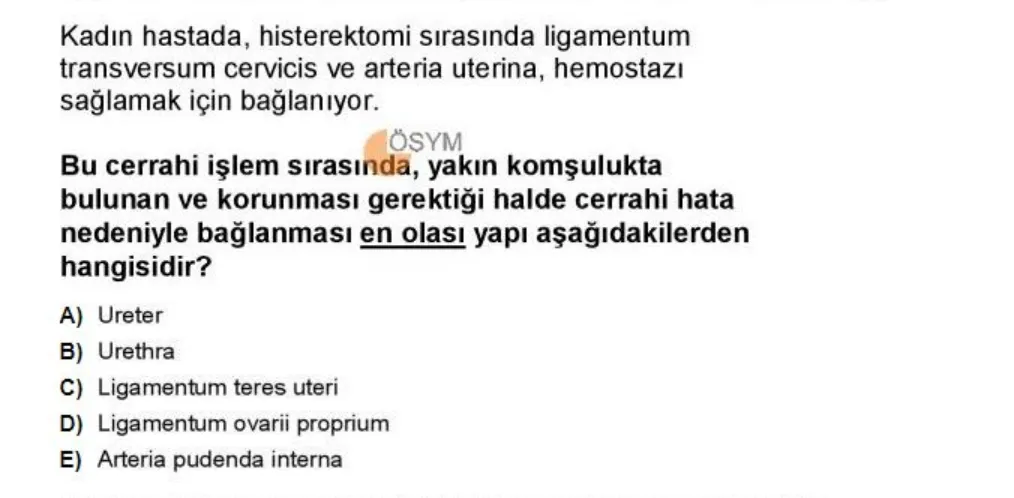 Kadın hastada, histerektomi sırasında ligamentum
transversum cervicis ve arteria uterina, hemostazı
sağlamak için bağlanıyor.
ÖSYM
Bu cerrahi işlem sırasında, yakın komşulukta
bulunan ve korunması gerektiği halde cerrahi hata
nedeniyle bağlanması en olası yapı aşağıdakilerden
hangisidir?
A) Ureter
B) Urethra
C) Ligamentum teres uteri
D) Ligamentum ovarii proprium
E) Arteria pudenda interna